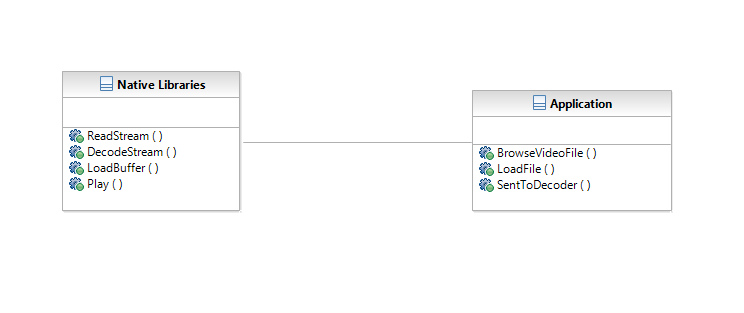 Native Libraries
ReadStream ( )
DecodeStream ( )
LoadBuffer ( )
Play ( )
Application
BrowseVideoFile ( )
LoadFile ( )
SentToDecoder ( )